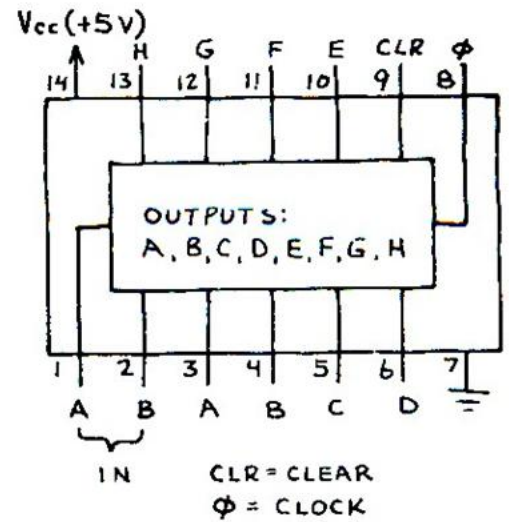 Vcc (+5V)
H G F E CLR Φ
14 13 12 11 10 9 8
OUTPUTS:
A, B, C, D, E, F, G, H
1 2 3 4 5 6 7
A B A B C D
IN
CLR = CLEAR
Φ = CLOCK